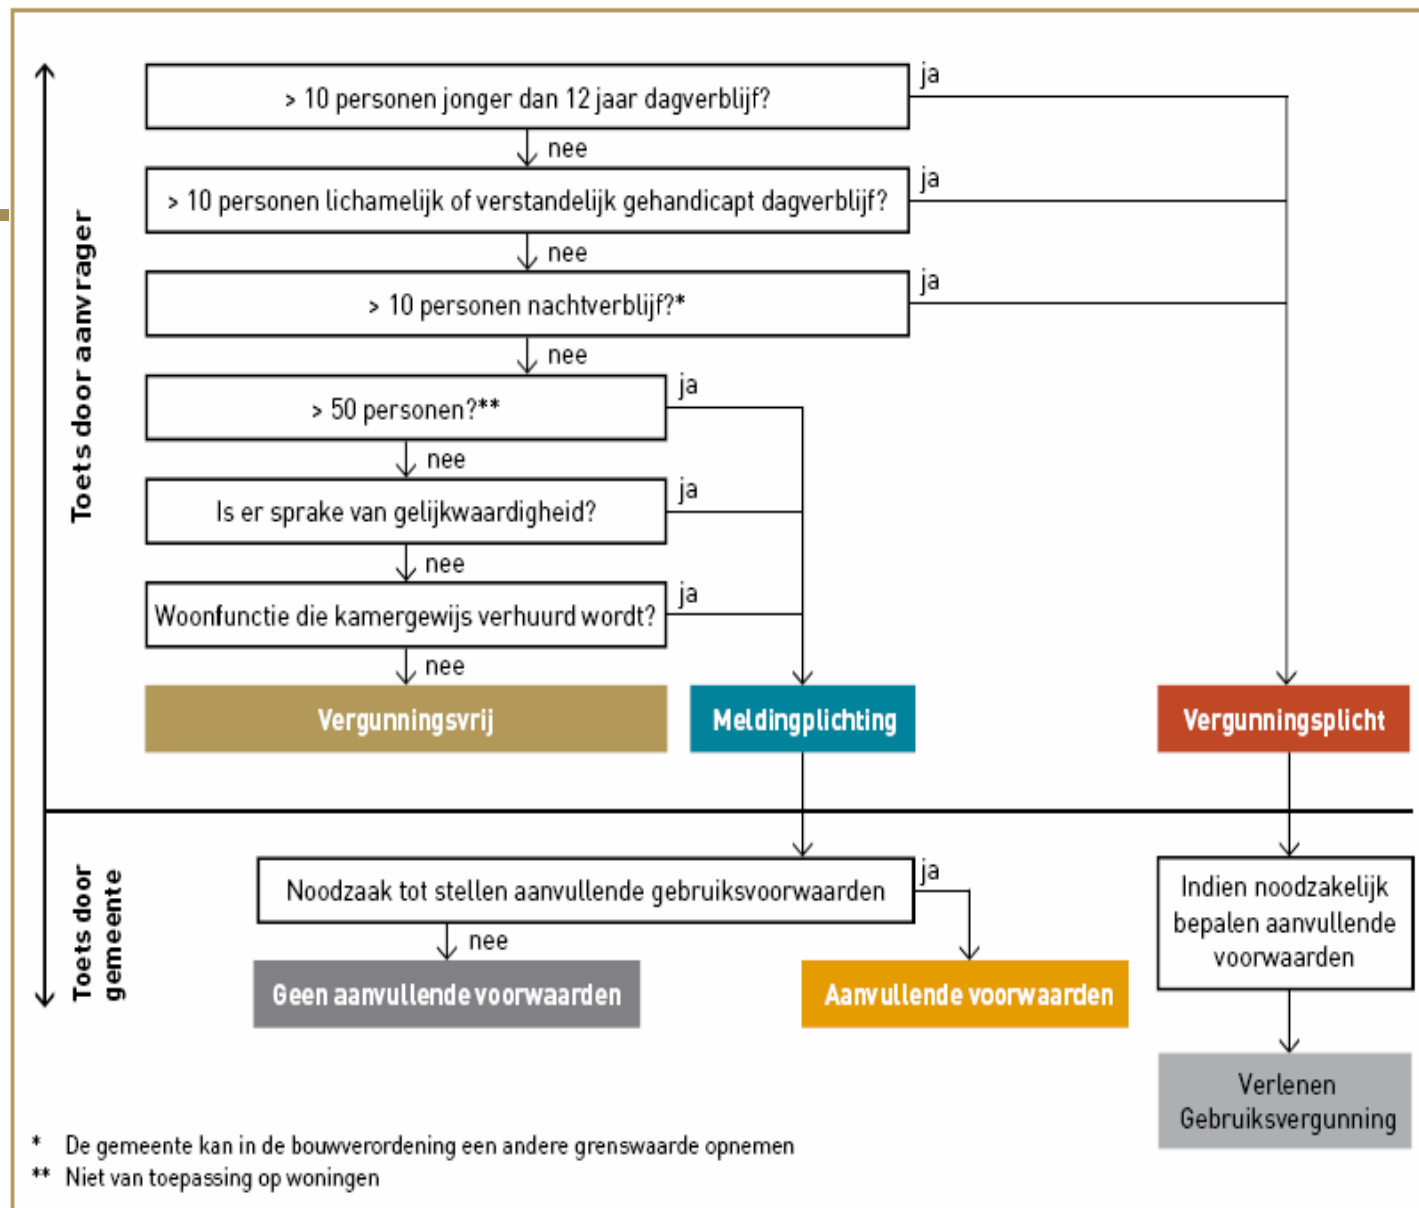 > 10 personen jonger dan 12 jaar dagverblijf?
ja
nee
> 10 personen lichamelijk of verstandelijk gehandicapt dagverblijf?
ja
nee
> 10 personen nachtverblijf?*
ja
nee
> 50 personen?**
ja
nee
Is er sprake van gelijkwaardigheid?
ja
nee
Woonfunctie die kamergewijs verhuurd wordt?
ja
nee
Toets door aanvrager
Vergunningsvrij
Meldingplichting
Vergunningsplicht
Toets door
gemeente
Noodzaak tot stellen aanvullende gebruiksvoorwaarden
ja
nee
Geen aanvullende voorwaarden
Aanvullende voorwaarden
Indien noodzakelijk
bepalen aanvullende
voorwaarden
Verlenen
Gebruiksvergunning
* De gemeente kan in de bouwverordening een andere grenswaarde opnemen
** Niet van toepassing op woningen